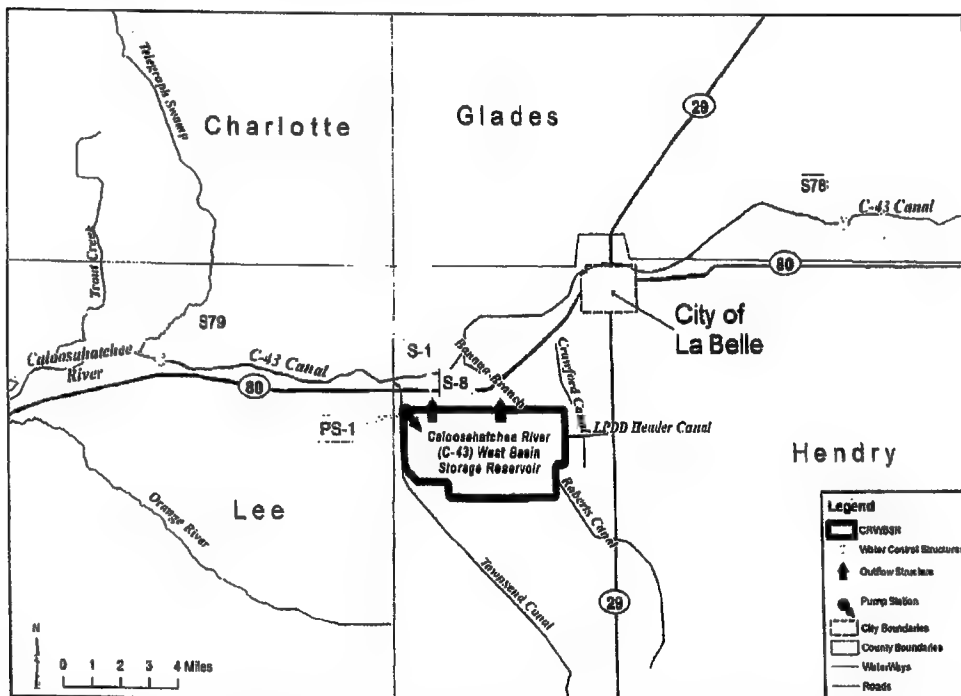 Telegraph Swamp
Charlotte
Glades
29
S78
C-43 Canal
Trout Creek
80
S79
City of
La Belle
Caloosahatchee
River
C-43 Canal
S-1
Banana Branch
Crawford Canal
80
S-8
PS-1
Caloosahatchee River
(C-43) West Basin
Storage Reservoir
LPDD Header Canal
Hendry
Orange River
Lee
Roberts Canal
Townsend Canal
29
N
0 1 2 3 4 Miles
Legend
CRWBSR
Water Control Structures
Outflow Structure
Pump Station
City Boundaries
County Boundaries
WaterWays
Roads